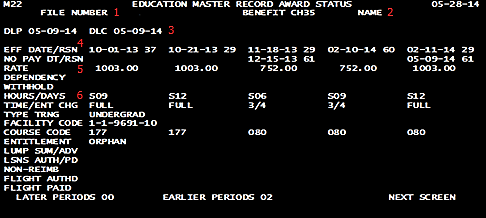 M22 EDUCATION MASTER RECORD AWARD STATUS 05-28-14
FILE NUMBER 1 BENEFIT CH35 NAME 2
DLP 05-09-14 DLC 05-09-14 3
4
EFF DATE/RSN 10-01-13 37 10-21-13 29 11-18-13 29 02-10-14 60 02-11-14 29
NO PAY DT/RSN 12-15-13 61 05-09-14 61
RATE 5 1003.00 1003.00 752.00 752.00 1003.00
DEPENDENCY
WITHHOLD
HOURS/DAYS 6 S09 S12 S06 S09 S12
TIME/ENT CHG FULL FULL 3/4 3/4 FULL
TYPE TRNG UNDERGRAD
FACILITY CODE 1-1-9691-10
COURSE CODE 177 177 080 080 080
ENTITLEMENT ORPHAN
LUMP SUM/ADV
LSNS AUTH/PD
NON-REIMB
FLIGHT AUTHD
FLIGHT PAID
LATER PERIODS 00 EARLIER PERIODS 02 NEXT SCREEN